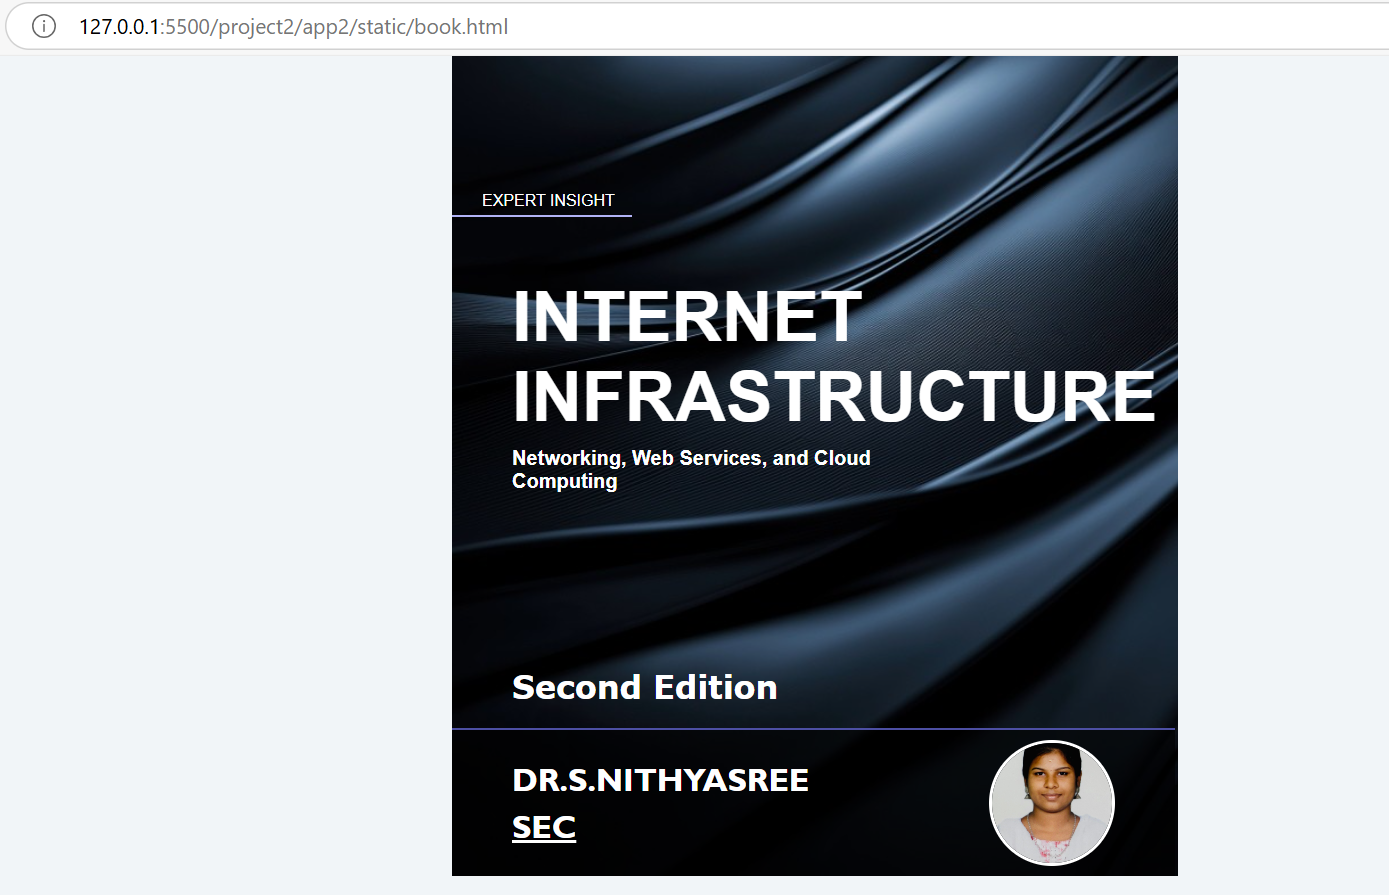 127.0.0.1:5500/project2/app2/static/book.html
EXPERT INSIGHT
INTERNET
INFRASTRUCTURE
Networking, Web Services, and Cloud
Computing
Second Edition
DR.S.NITHYASREE
SEC